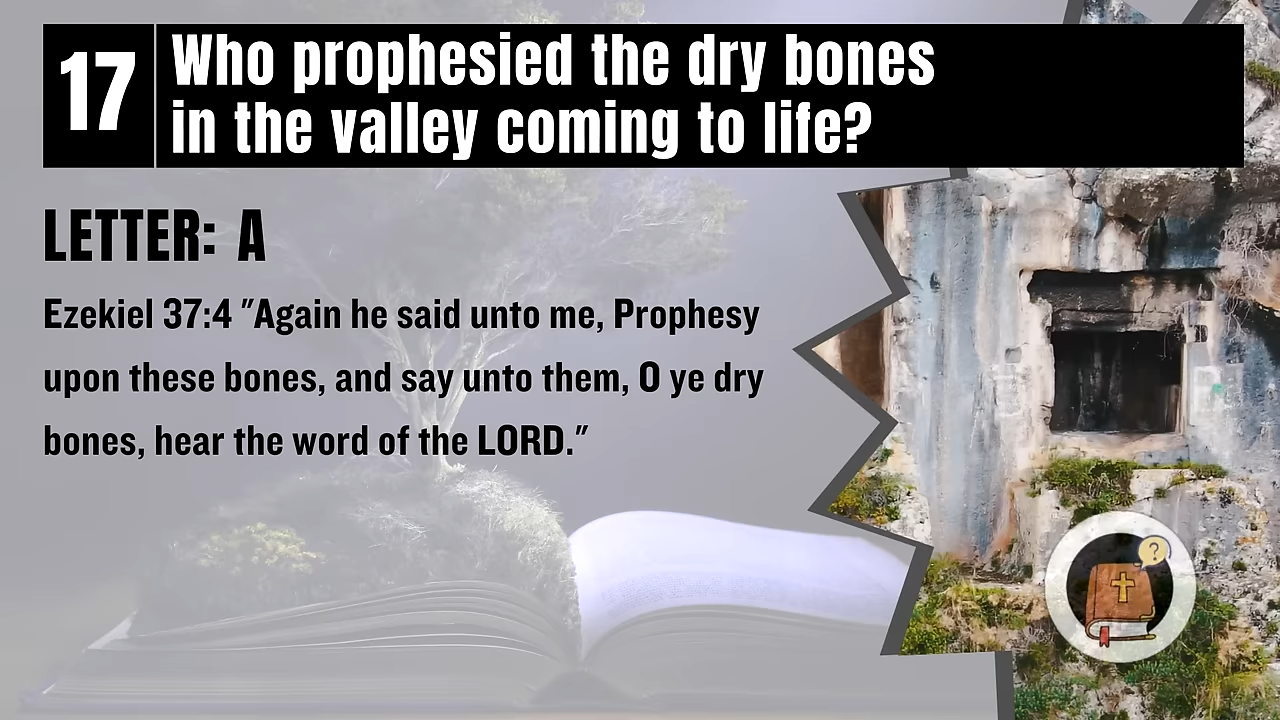 17
Who prophesied the dry bones
in the valley coming to life?
LETTER: A
Ezekiel 37:4 "Again he said unto me, Prophesy
upon these bones, and say unto them, O ye dry
bones, hear the word of the LORD."
?